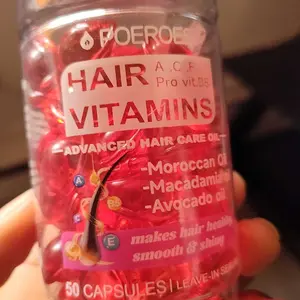 POEROES
HAIR A,C,E
Pro vit.B5
VITAMINS
ADVANCED HAIR CARE OIL
-Moroccan Oil
-Macadamia
-Avocado oil
A
E
makes hair healthy
smooth & shiny
50 CAPSULES | LEAVE-IN